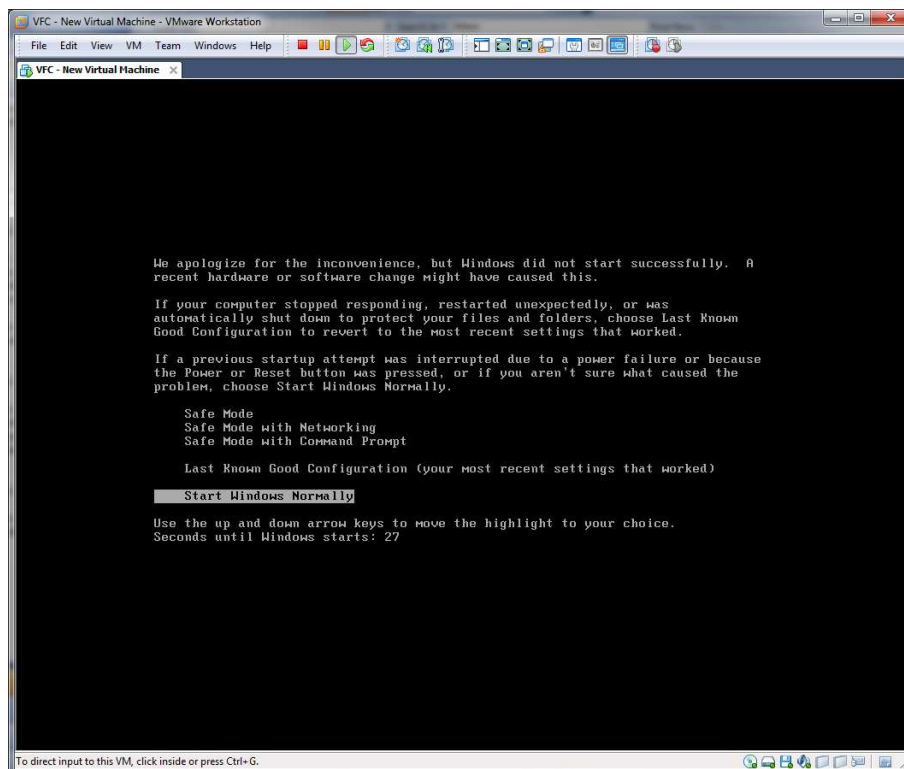 VFC - New Virtual Machine - VMware Workstation
File Edit View VM Team Windows Help
VFC - New Virtual Machine
We apologize for the inconvenience, but Windows did not start successfully. A
recent hardware or software change might have caused this.
If your computer stopped responding, restarted unexpectedly, or was
automatically shut down to protect your files and folders, choose Last Known
Good Configuration to revert to the most recent settings that worked.
If a previous startup attempt was interrupted due to a power failure or because
the Power or Reset button was pressed, or if you aren't sure what caused the
problem, choose Start Windows Normally.
Safe Mode
Safe Mode with Networking
Safe Mode with Command Prompt
Last Known Good Configuration (your most recent settings that worked)
Start Windows Normally
Use the up and down arrow keys to move the highlight to your choice.
Seconds until Windows starts: 27
To direct input to this VM, click inside or press Ctrl+G.